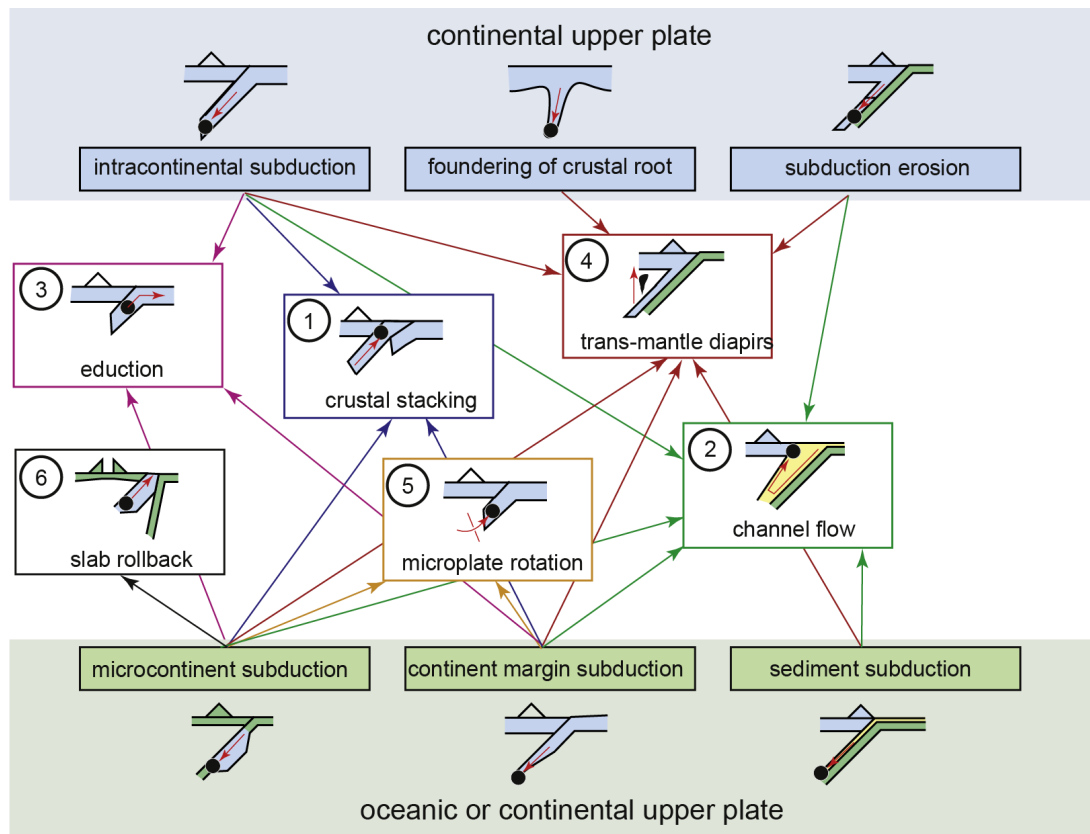 continental upper plate
intracontinental subduction
foundering of crustal root
subduction erosion
3
eduction
1
crustal stacking
4
trans-mantle diapirs
6
slab rollback
5
microplate rotation
2
channel flow
microcontinent subduction
continent margin subduction
sediment subduction
oceanic or continental upper plate